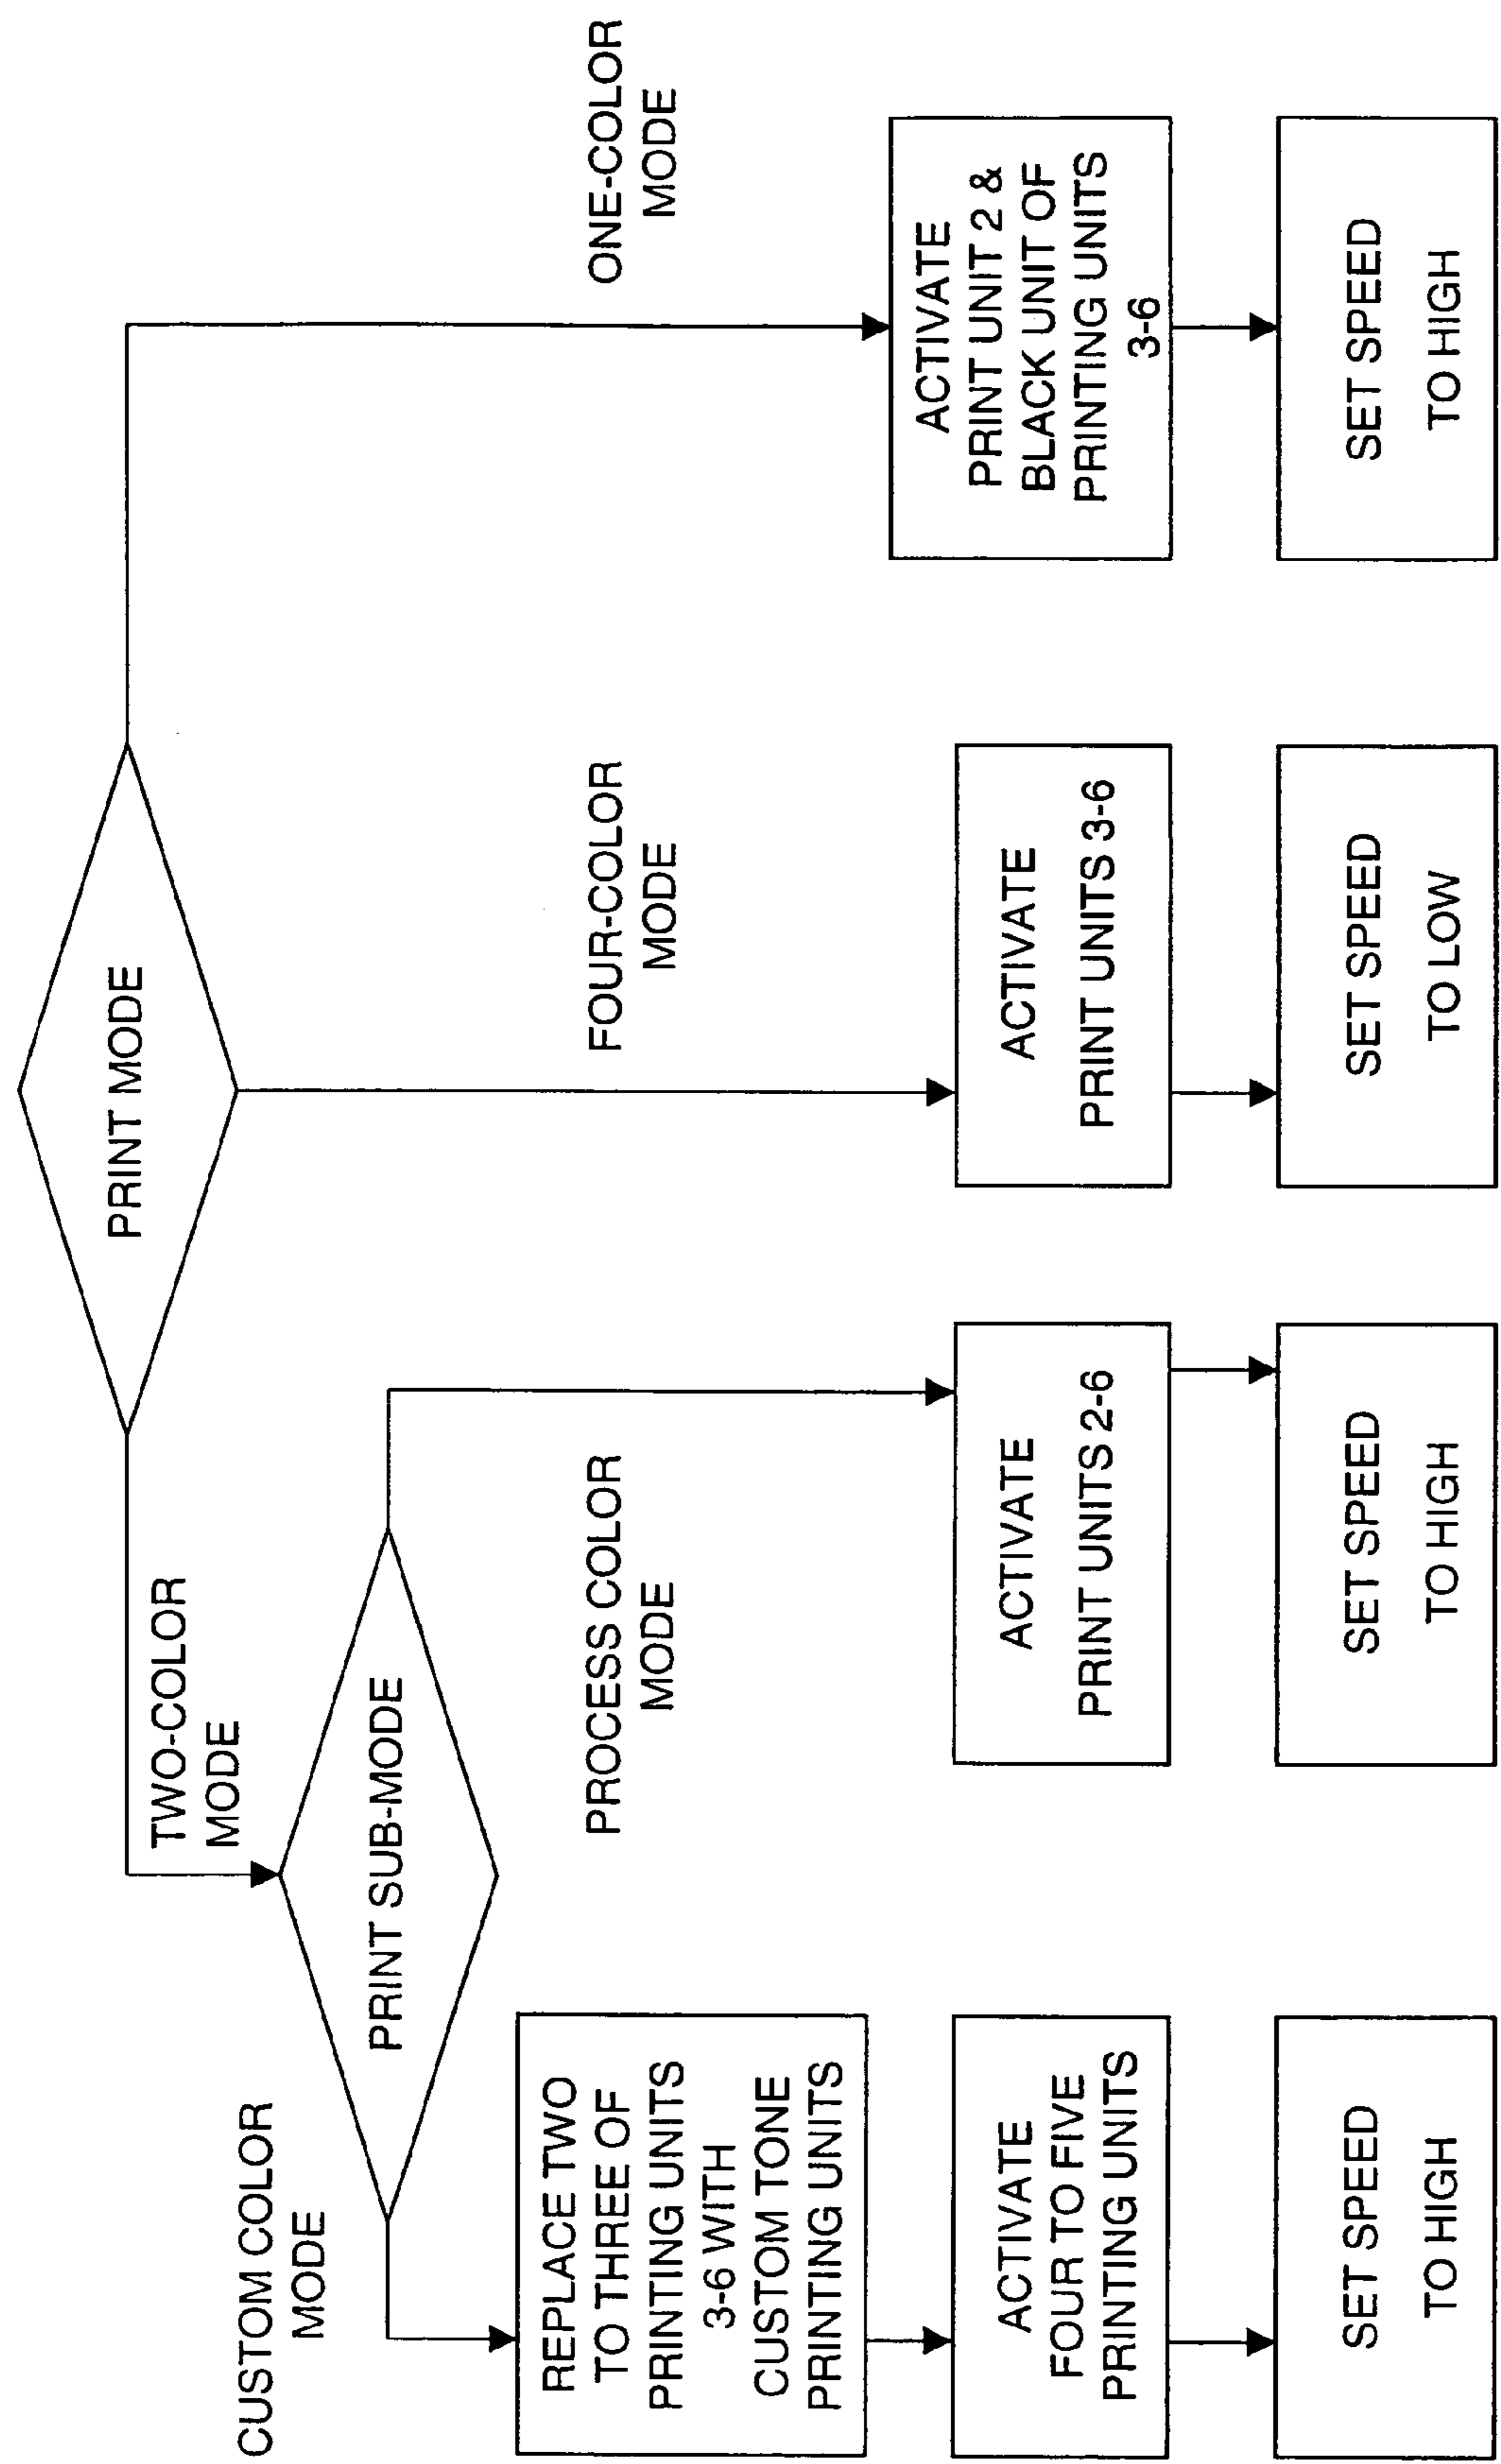 PRINT MODE
TWO-COLOR
MODE
PRINT SUB-MODE
CUSTOM COLOR
MODE
REPLACE TWO
TO THREE OF
PRINTING UNITS
3-6 WITH
CUSTOM TONE
PRINTING UNITS
ACTIVATE
FOUR TO FIVE
PRINTING UNITS
SET SPEED
TO HIGH
PROCESS COLOR
MODE
ACTIVATE
PRINT UNITS 2-6
SET SPEED
TO HIGH
FOUR-COLOR
MODE
ACTIVATE
PRINT UNITS 3-6
SET SPEED
TO LOW
ONE-COLOR
MODE
ACTIVATE
PRINT UNIT 2 &
BLACK UNIT OF
PRINTING UNITS
3-6
SET SPEED
TO HIGH